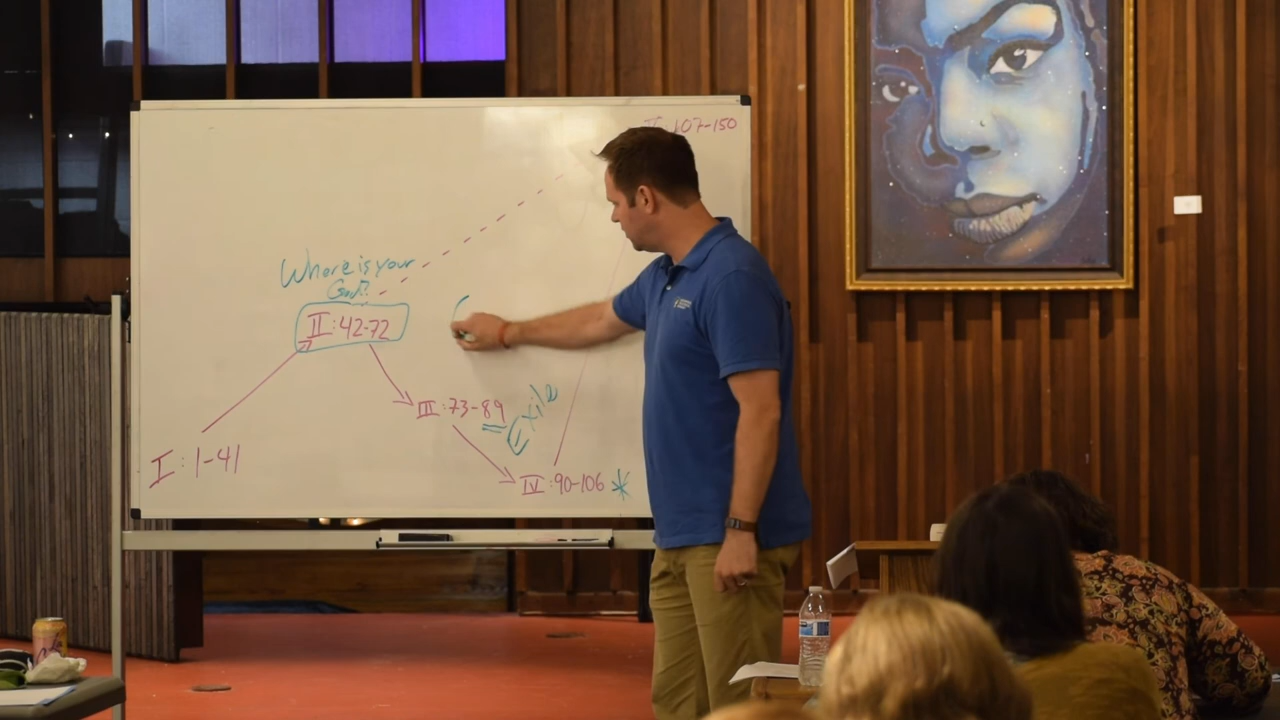 107-150
Where is your
God?
II:42-72
III:73-89
Exile
I:1-41
IV:90-106 *